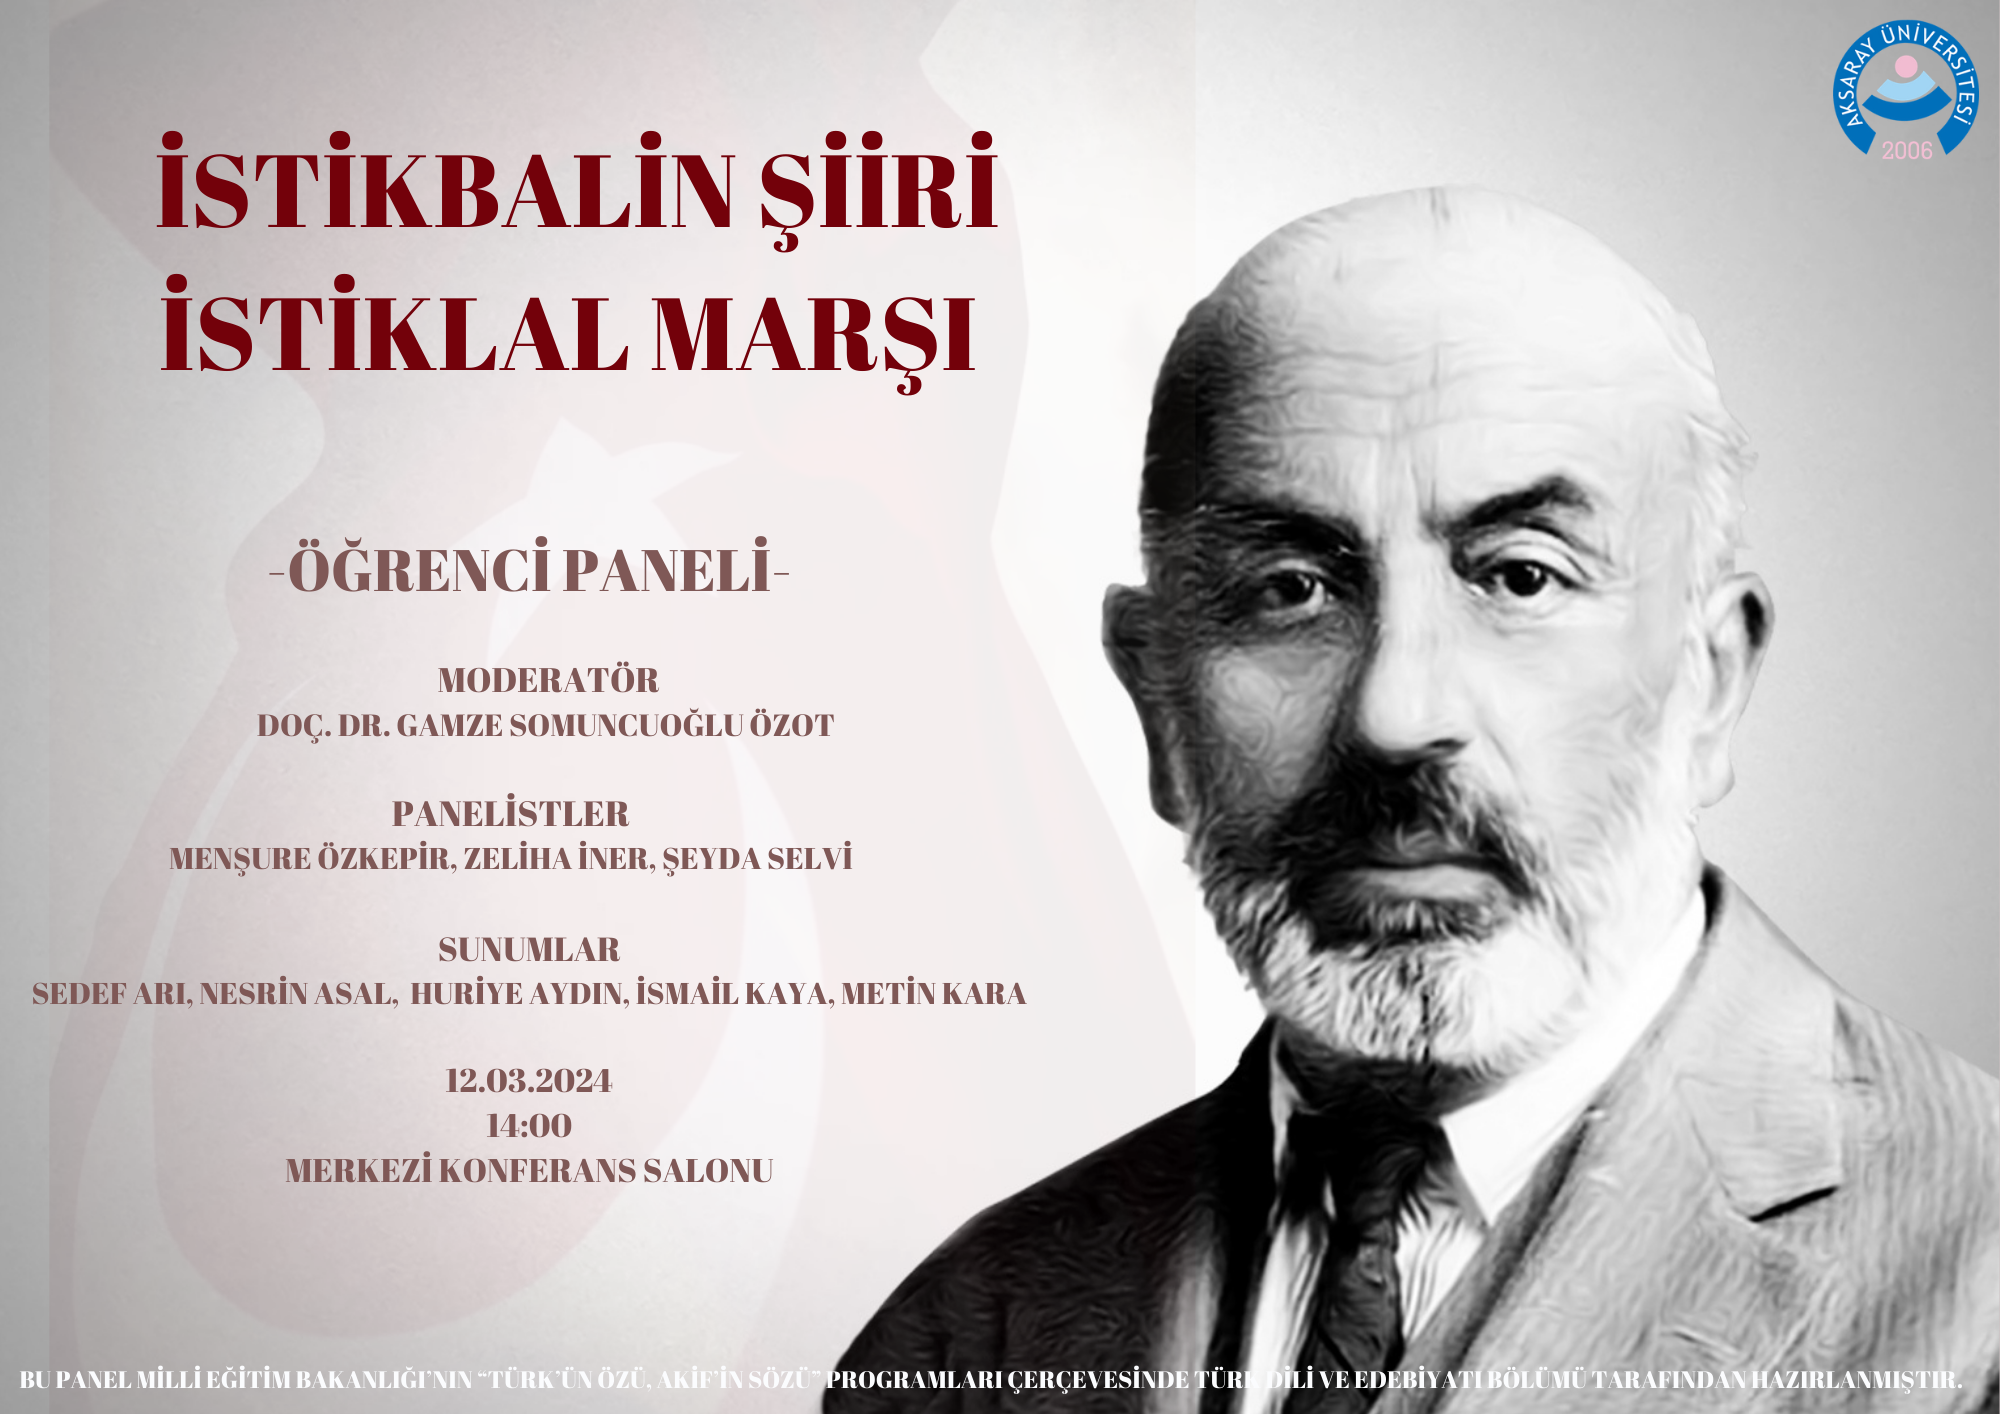 AKSARAY ÜNİVERSİTESİ
2006
İSTİKBALİN ŞİİRİ
İSTİKLAL MARŞI
-ÖĞRENCİ PANELİ-
MODERATÖR
DOÇ. DR. GAMZE SOMUNCUOĞLU ÖZOT
PANELİSTLER
MENŞURE ÖZKEPİR, ZELİHA İNER, ŞEYDA SELVİ
SUNUMLAR
SEDEF ARI, NESRİN ASAL, HURİYE AYDIN, İSMAİL KAYA, METİN KARA
12.03.2024
14:00
MERKEZİ KONFERANS SALONU
BU PANEL MİLLİ EĞİTİM BAKANLIĞI'NIN “TÜRK'ÜN ÖZÜ, AKİF'İN SÖZÜ” PROGRAMLARI ÇERÇEVESİNDE TÜRK DİLİ VE EDEBİYATI BÖLÜMÜ TARAFINDAN HAZIRLANMIŞTIR.